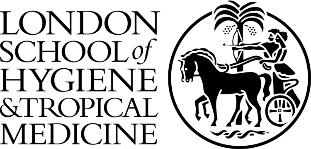 LONDON
SCHOOL of
HYGIENE
&TROPICAL
MEDICINE